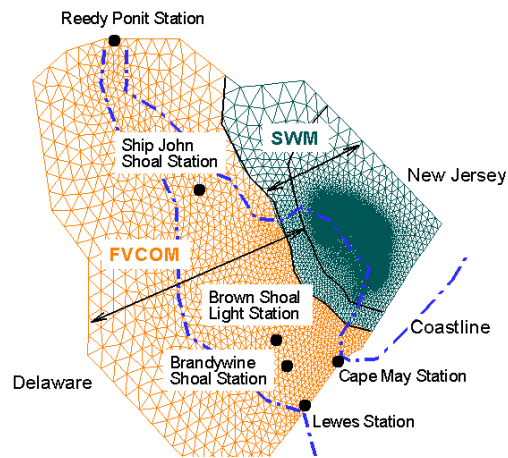 Reedy Ponit Station
Ship John
Shoal Station
SWM
New Jersey
FVCOM
Brown Shoal
Light Station
Coastline
Brandywine
Shoal Station
Delaware
Cape May Station
Lewes Station